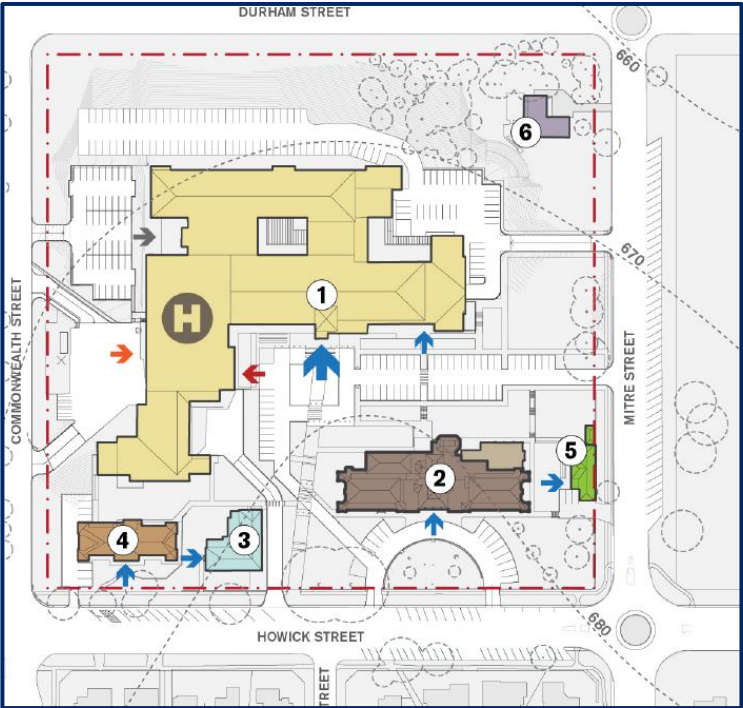 DURHAM STREET
660
6
670
COMMONWEALTH STREET
1
H
MITRE STREET
5
2
4
3
680
HOWICK STREET
STREET